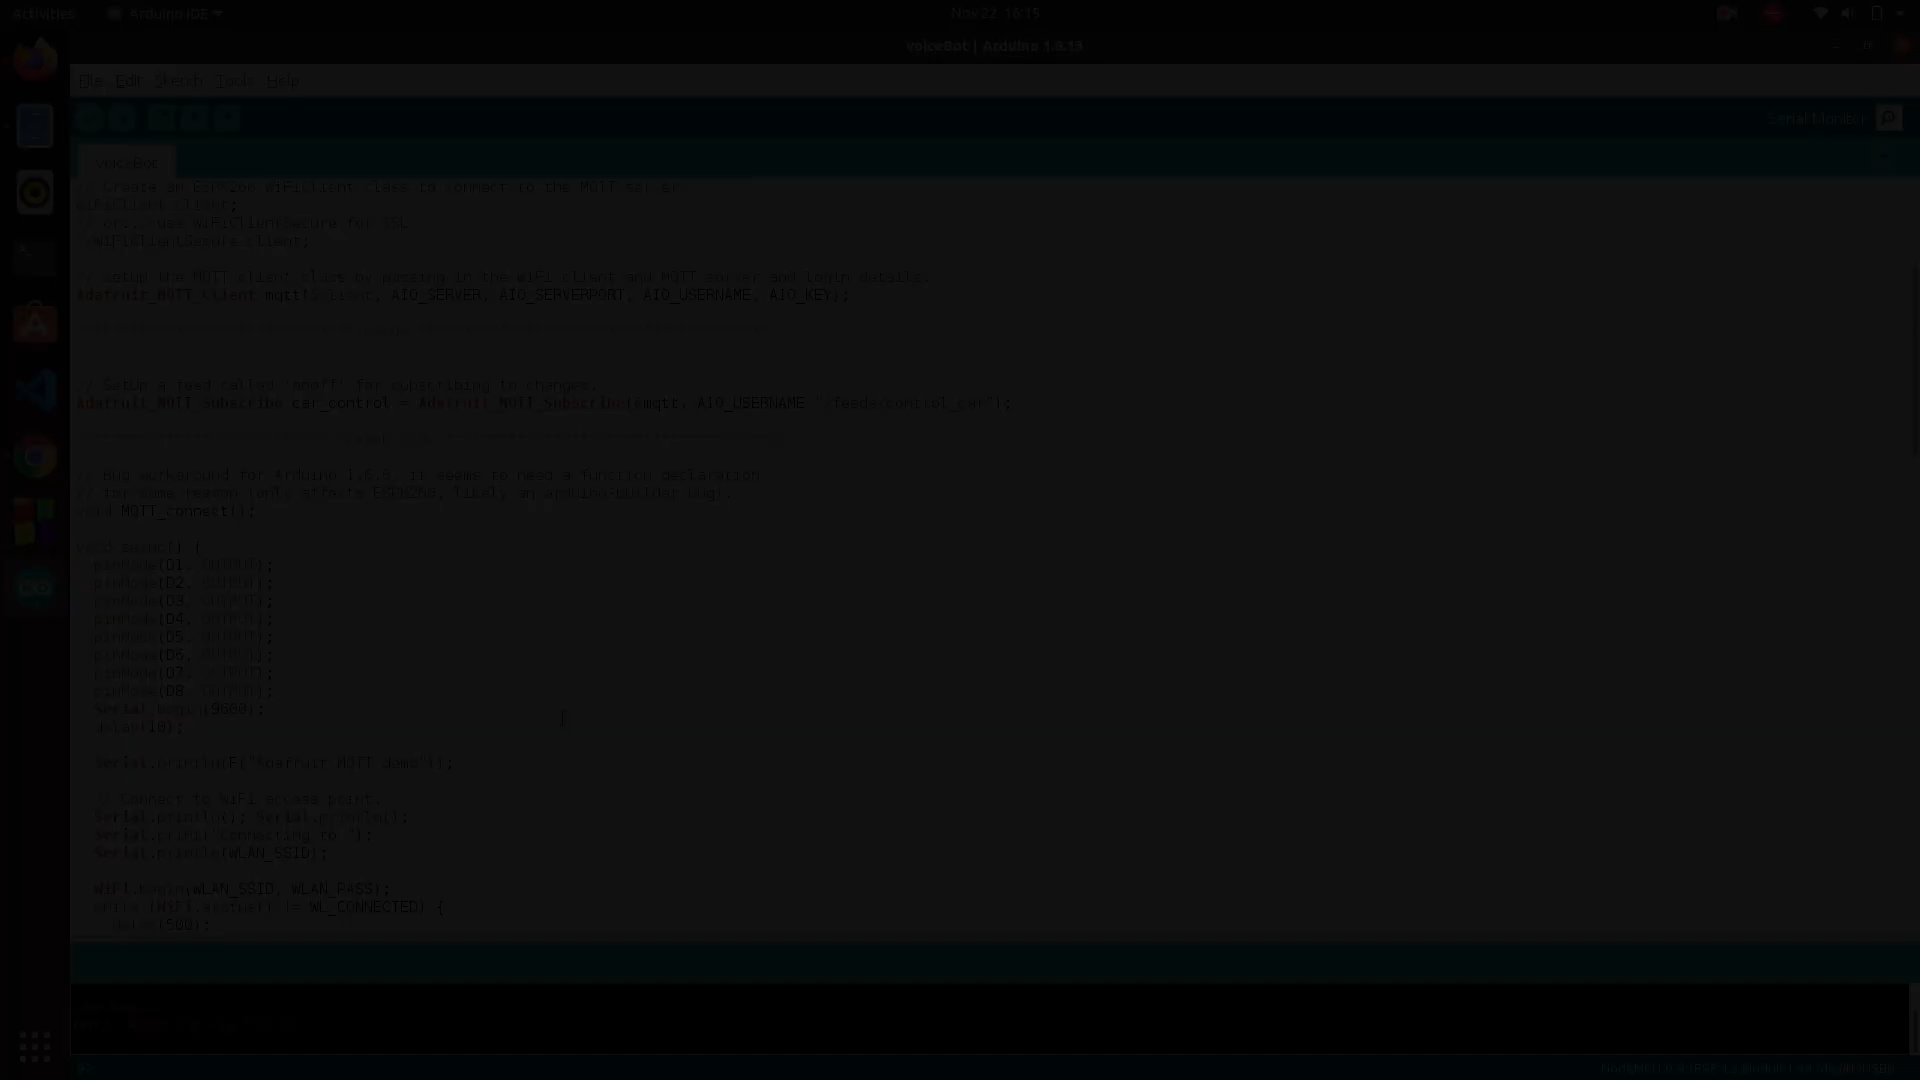 Activities
Arduino IDE
Nov 22 16:15
voiceBot | Arduino 1.8.13
File Edit Sketch Tools Help
Serial Monitor
voiceBot
// Create an ESP8266 WiFiClient class to connect to the MQTT server.
WiFiClient client;
// or... use WiFiClientSecure for SSL
//WiFiClientSecure client;
// Setup the MQTT client class by passing in the WiFi client and MQTT server and login details.
Adafruit_MQTT_Client mqtt(&client, AIO_SERVER, AIO_SERVERPORT, AIO_USERNAME, AIO_KEY);
// Setup a feed called 'onoff' for subscribing to changes.
Adafruit_MQTT_Subscribe car_control = Adafruit_MQTT_Subscribe(&mqtt, AIO_USERNAME "/feeds/control_car");
// Bug workaround for Arduino 1.6.6, it seems to need a function declaration
// for some reason (only affects ESP8266, likely an arduino-builder bug).
void MQTT_connect();
void setup() {
pinMode(D1, OUTPUT);
pinMode(D2, OUTPUT);
pinMode(D3, OUTPUT);
pinMode(D4, OUTPUT);
pinMode(D5, OUTPUT);
pinMode(D6, OUTPUT);
pinMode(D7, OUTPUT);
pinMode(D8, OUTPUT);
Serial.begin(9600);
delay(10);
Serial.println(F("Adafruit MQTT demo"));
// Connect to WiFi access point.
Serial.println(); Serial.println();
Serial.print("Connecting to ");
Serial.println(WLAN_SSID);
WiFi.begin(WLAN_SSID, WLAN_PASS);
while (WiFi.status() != WL_CONNECTED) {
delay(500);